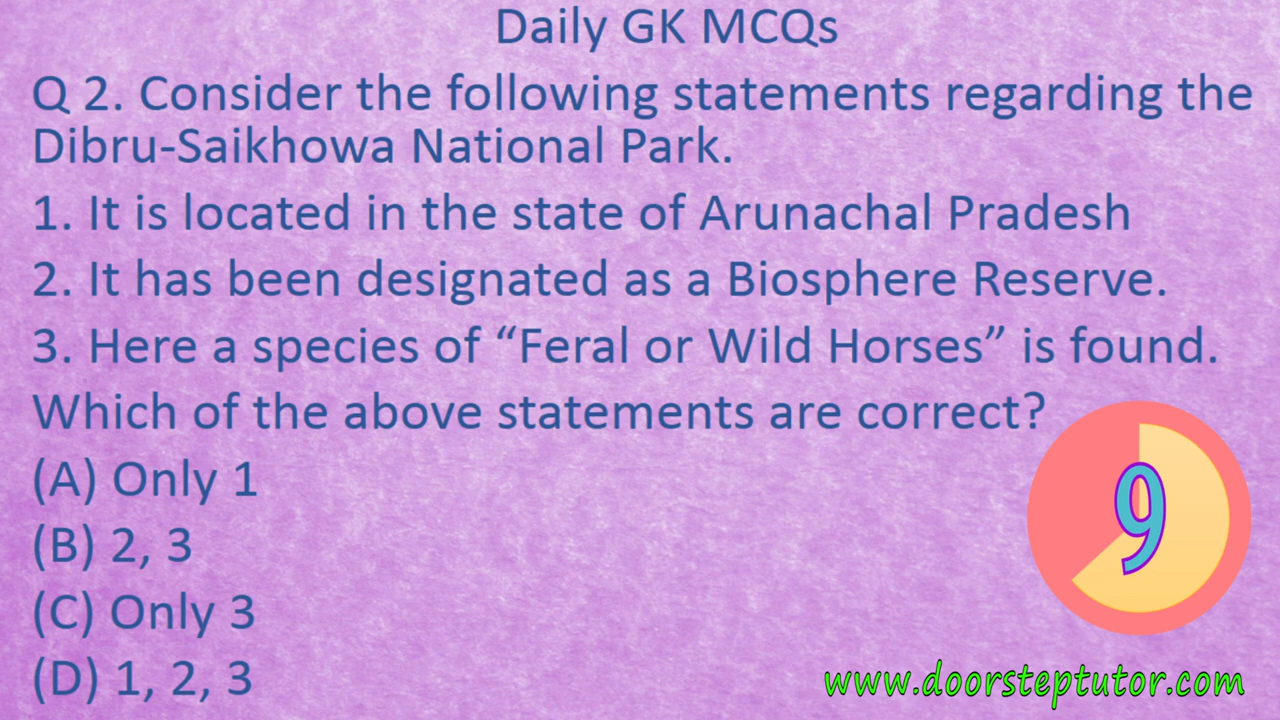 Daily GK MCQs
Q 2. Consider the following statements regarding the
Dibru-Saikhowa National Park.
1. It is located in the state of Arunachal Pradesh
2. It has been designated as a Biosphere Reserve.
3. Here a species of “Feral or Wild Horses” is found.
Which of the above statements are correct?
(A) Only 1
(B) 2, 3
(C) Only 3
(D) 1, 2, 3
9
www.doorsteptutor.com